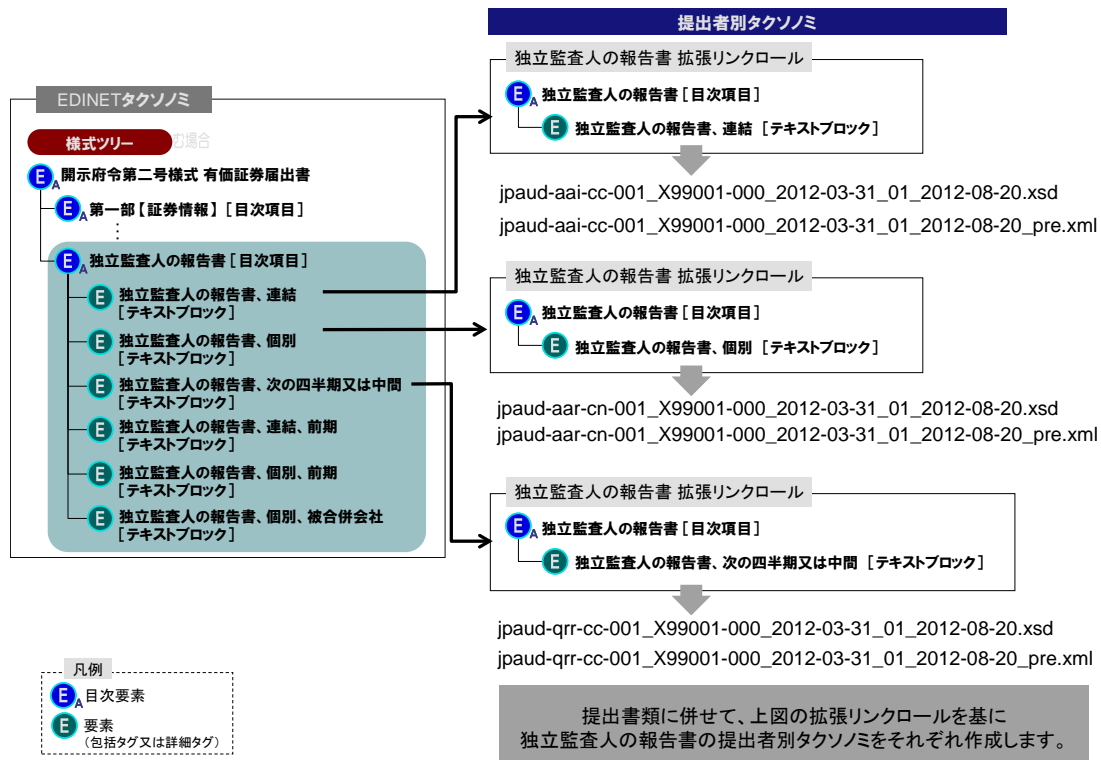 提出者別タクソノミ
独立監査人の報告書 拡張リンクロール
E A 独立監査人の報告書［目次項目］
E 独立監査人の報告書、連結 ［テキストブロック］
jpaud-aai-cc-001_X99001-000_2012-03-31_01_2012-08-20.xsd
jpaud-aai-cc-001_X99001-000_2012-03-31_01_2012-08-20_pre.xml
独立監査人の報告書 拡張リンクロール
E A 独立監査人の報告書［目次項目］
E 独立監査人の報告書、個別 ［テキストブロック］
jpaud-aar-cn-001_X99001-000_2012-03-31_01_2012-08-20.xsd
jpaud-aar-cn-001_X99001-000_2012-03-31_01_2012-08-20_pre.xml
独立監査人の報告書 拡張リンクロール
E A 独立監査人の報告書［目次項目］
E 独立監査人の報告書、次の四半期又は中間 ［テキストブロック］
jpaud-qrr-cc-001_X99001-000_2012-03-31_01_2012-08-20.xsd
jpaud-qrr-cc-001_X99001-000_2012-03-31_01_2012-08-20_pre.xml
提出書類に併せて、上図の拡張リンクロールを基に
独立監査人の報告書の提出者別タクソノミをそれぞれ作成します。
EDINETタクソノミ
様式ツリー
場合
E A 開示府令第二号様式 有価証券届出書
E A 第一部【証券情報】［目次項目］
E A 独立監査人の報告書［目次項目］
E 独立監査人の報告書、連結
［テキストブロック］
E 独立監査人の報告書、個別
［テキストブロック］
E 独立監査人の報告書、次の四半期又は中間
［テキストブロック］
E 独立監査人の報告書、連結、前期
［テキストブロック］
E 独立監査人の報告書、個別、前期
［テキストブロック］
E 独立監査人の報告書、個別、被合併会社
［テキストブロック］
凡例
E A 目次要素
E 要素
（包括タグ又は詳細タグ）